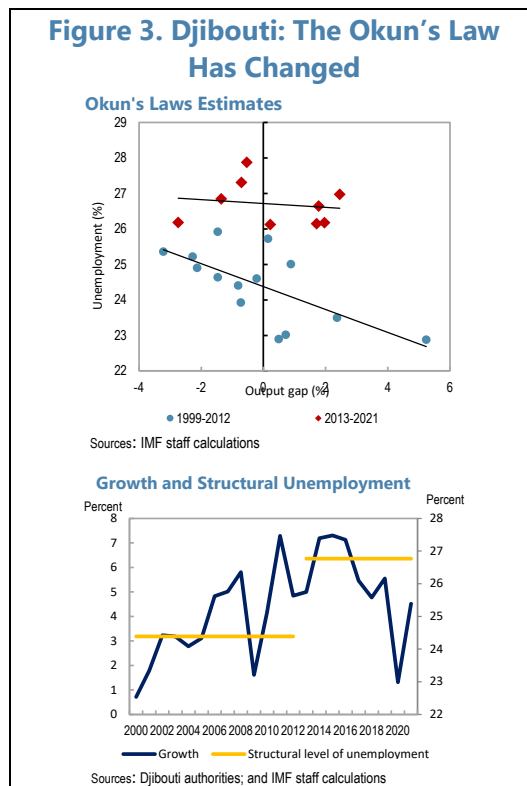 Figure 3. Djibouti: The Okun's Law
Has Changed
Okun's Laws Estimates
29
28
27
26
25
24
23
22
Unemployment (%)
-4 -2 0 2 4 6
Output gap (%)
1999-2012 2013-2021
Sources: IMF staff calculations
Growth and Structural Unemployment
Percent Percent
8 28
7 27
6 26
5 25
4 24
3 23
2 22
1
0
2000 2002 2004 2006 2008 2010 2012 2014 2016 2018 2020
Growth Structural level of unemployment
Sources: Djibouti authorities; and IMF staff calculations